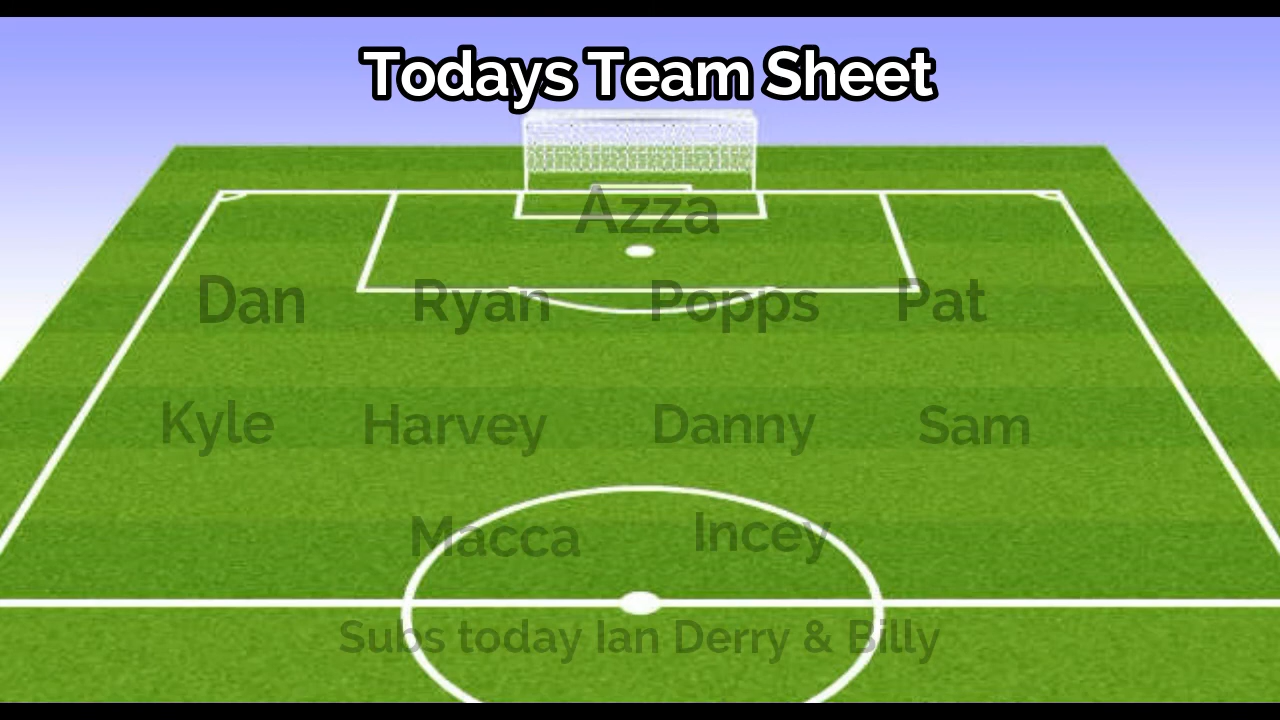 Todays Team Sheet
Azza
Dan Ryan Popps Pat
Kyle Harvey Danny Sam
Macca Incey
Subs today Ian Derry & Billy